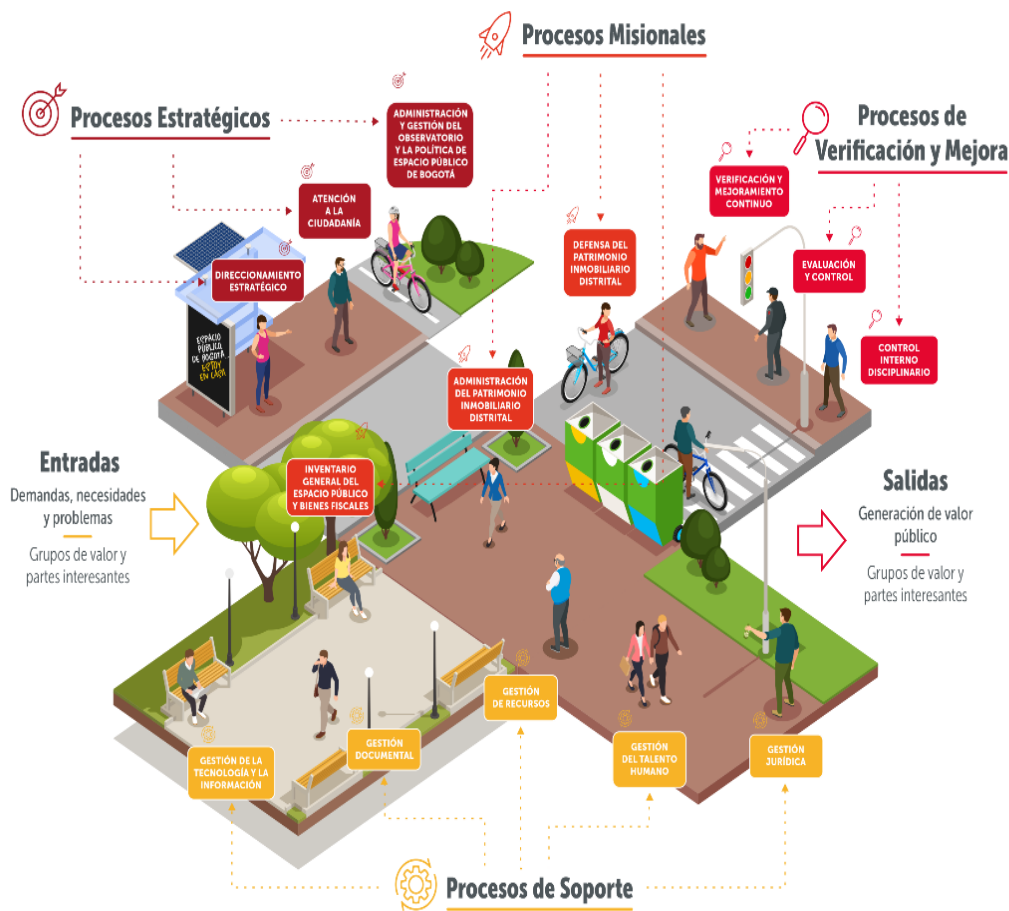 Procesos Misionales
Procesos Estratégicos
ADMINISTRACIÓN
Y GESTIÓN DEL
OBSERVATORIO
Y LA POLÍTICA DE
ESPACIO PÚBLICO
DE BOGOTÁ
ATENCIÓN
A LA
CIUDADANÍA
DIRECCIONAMIENTO
ESTRATÉGICO
ESPACIO
PÚBLICO
DE BOGOTÁ
ESTOY
EN CASA
Procesos de
Verificación y Mejora
VERIFICACIÓN Y
MEJORAMIENTO
CONTINUO
EVALUACIÓN
Y CONTROL
CONTROL
INTERNO
DISCIPLINARIO
DEFENSA DEL
PATRIMONIO
INMOBILIARIO
DISTRITAL
ADMINISTRACIÓN
DEL PATRIMONIO
INMOBILIARIO
DISTRITAL
INVENTARIO
GENERAL DEL
ESPACIO PÚBLICO
Y BIENES FISCALES
Entradas
Demandas, necesidades
y problemas
Grupos de valor y
partes interesantes
Salidas
Generación de valor
público
Grupos de valor y
partes interesantes
GESTIÓN DE LA
TECNOLOGÍA Y LA
INFORMACIÓN
GESTIÓN
DOCUMENTAL
GESTIÓN
DE RECURSOS
GESTIÓN
DEL TALENTO
HUMANO
GESTIÓN
JURÍDICA
Procesos de Soporte